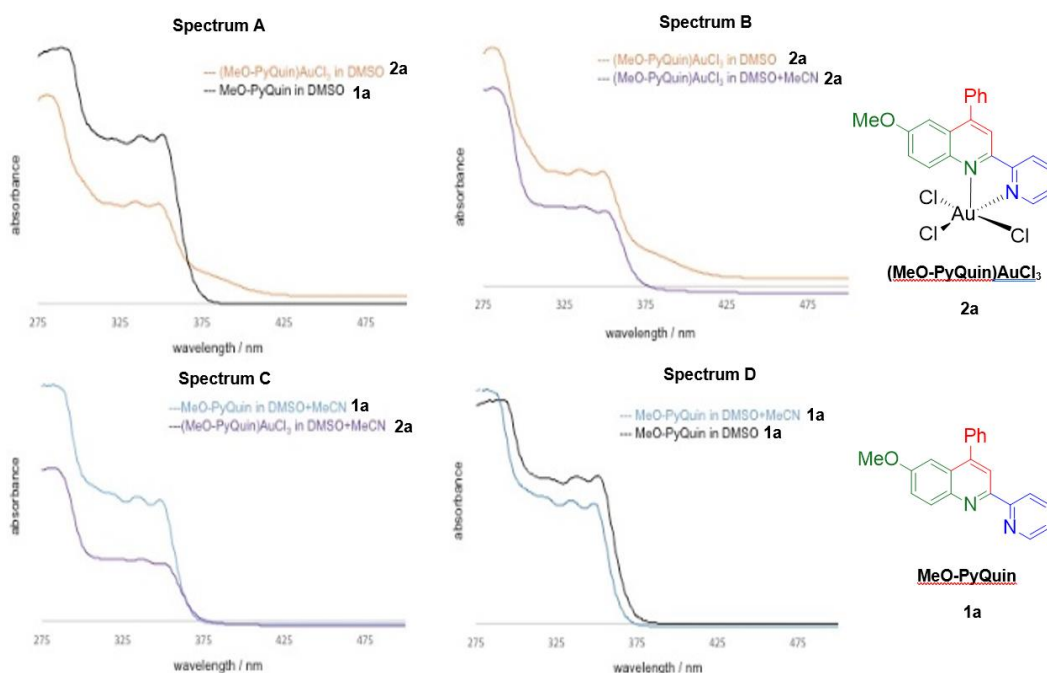 Spectrum A
(MeO-PyQuin)AuCl3 in DMSO 2a
MeO-PyQuin in DMSO 1a
absorbance
275 325 375 425 475
wavelength / nm
Spectrum B
(MeO-PyQuin)AuCl3 in DMSO 2a
(MeO-PyQuin)AuCl3 in DMSO+MeCN 2a
absorbance
275 325 375 425 475
wavelength / nm
Ph
MeO
N
N
Cl
Au
Cl
Cl
(MeO-PyQuin)AuCl3
2a
Spectrum C
MeO-PyQuin in DMSO+MeCN 1a
(MeO-PyQuin)AuCl3 in DMSO+MeCN 2a
absorbance
275 325 375 425 475
wavelength / nm
Spectrum D
MeO-PyQuin in DMSO+MeCN 1a
MeO-PyQuin in DMSO 1a
absorbance
275 325 375 425 475
wavelength / nm
Ph
MeO
N
N
MeO-PyQuin
1a